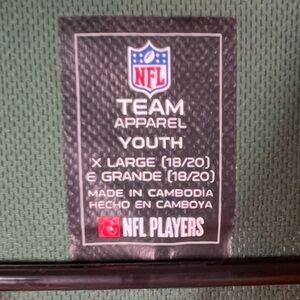 NFL
TEAM
APPAREL
YOUTH
X LARGE (18/20)
E GRANDE (18/20)
MADE IN CAMBODIA
HECHO EN CAMBOYA
NFL PLAYERS